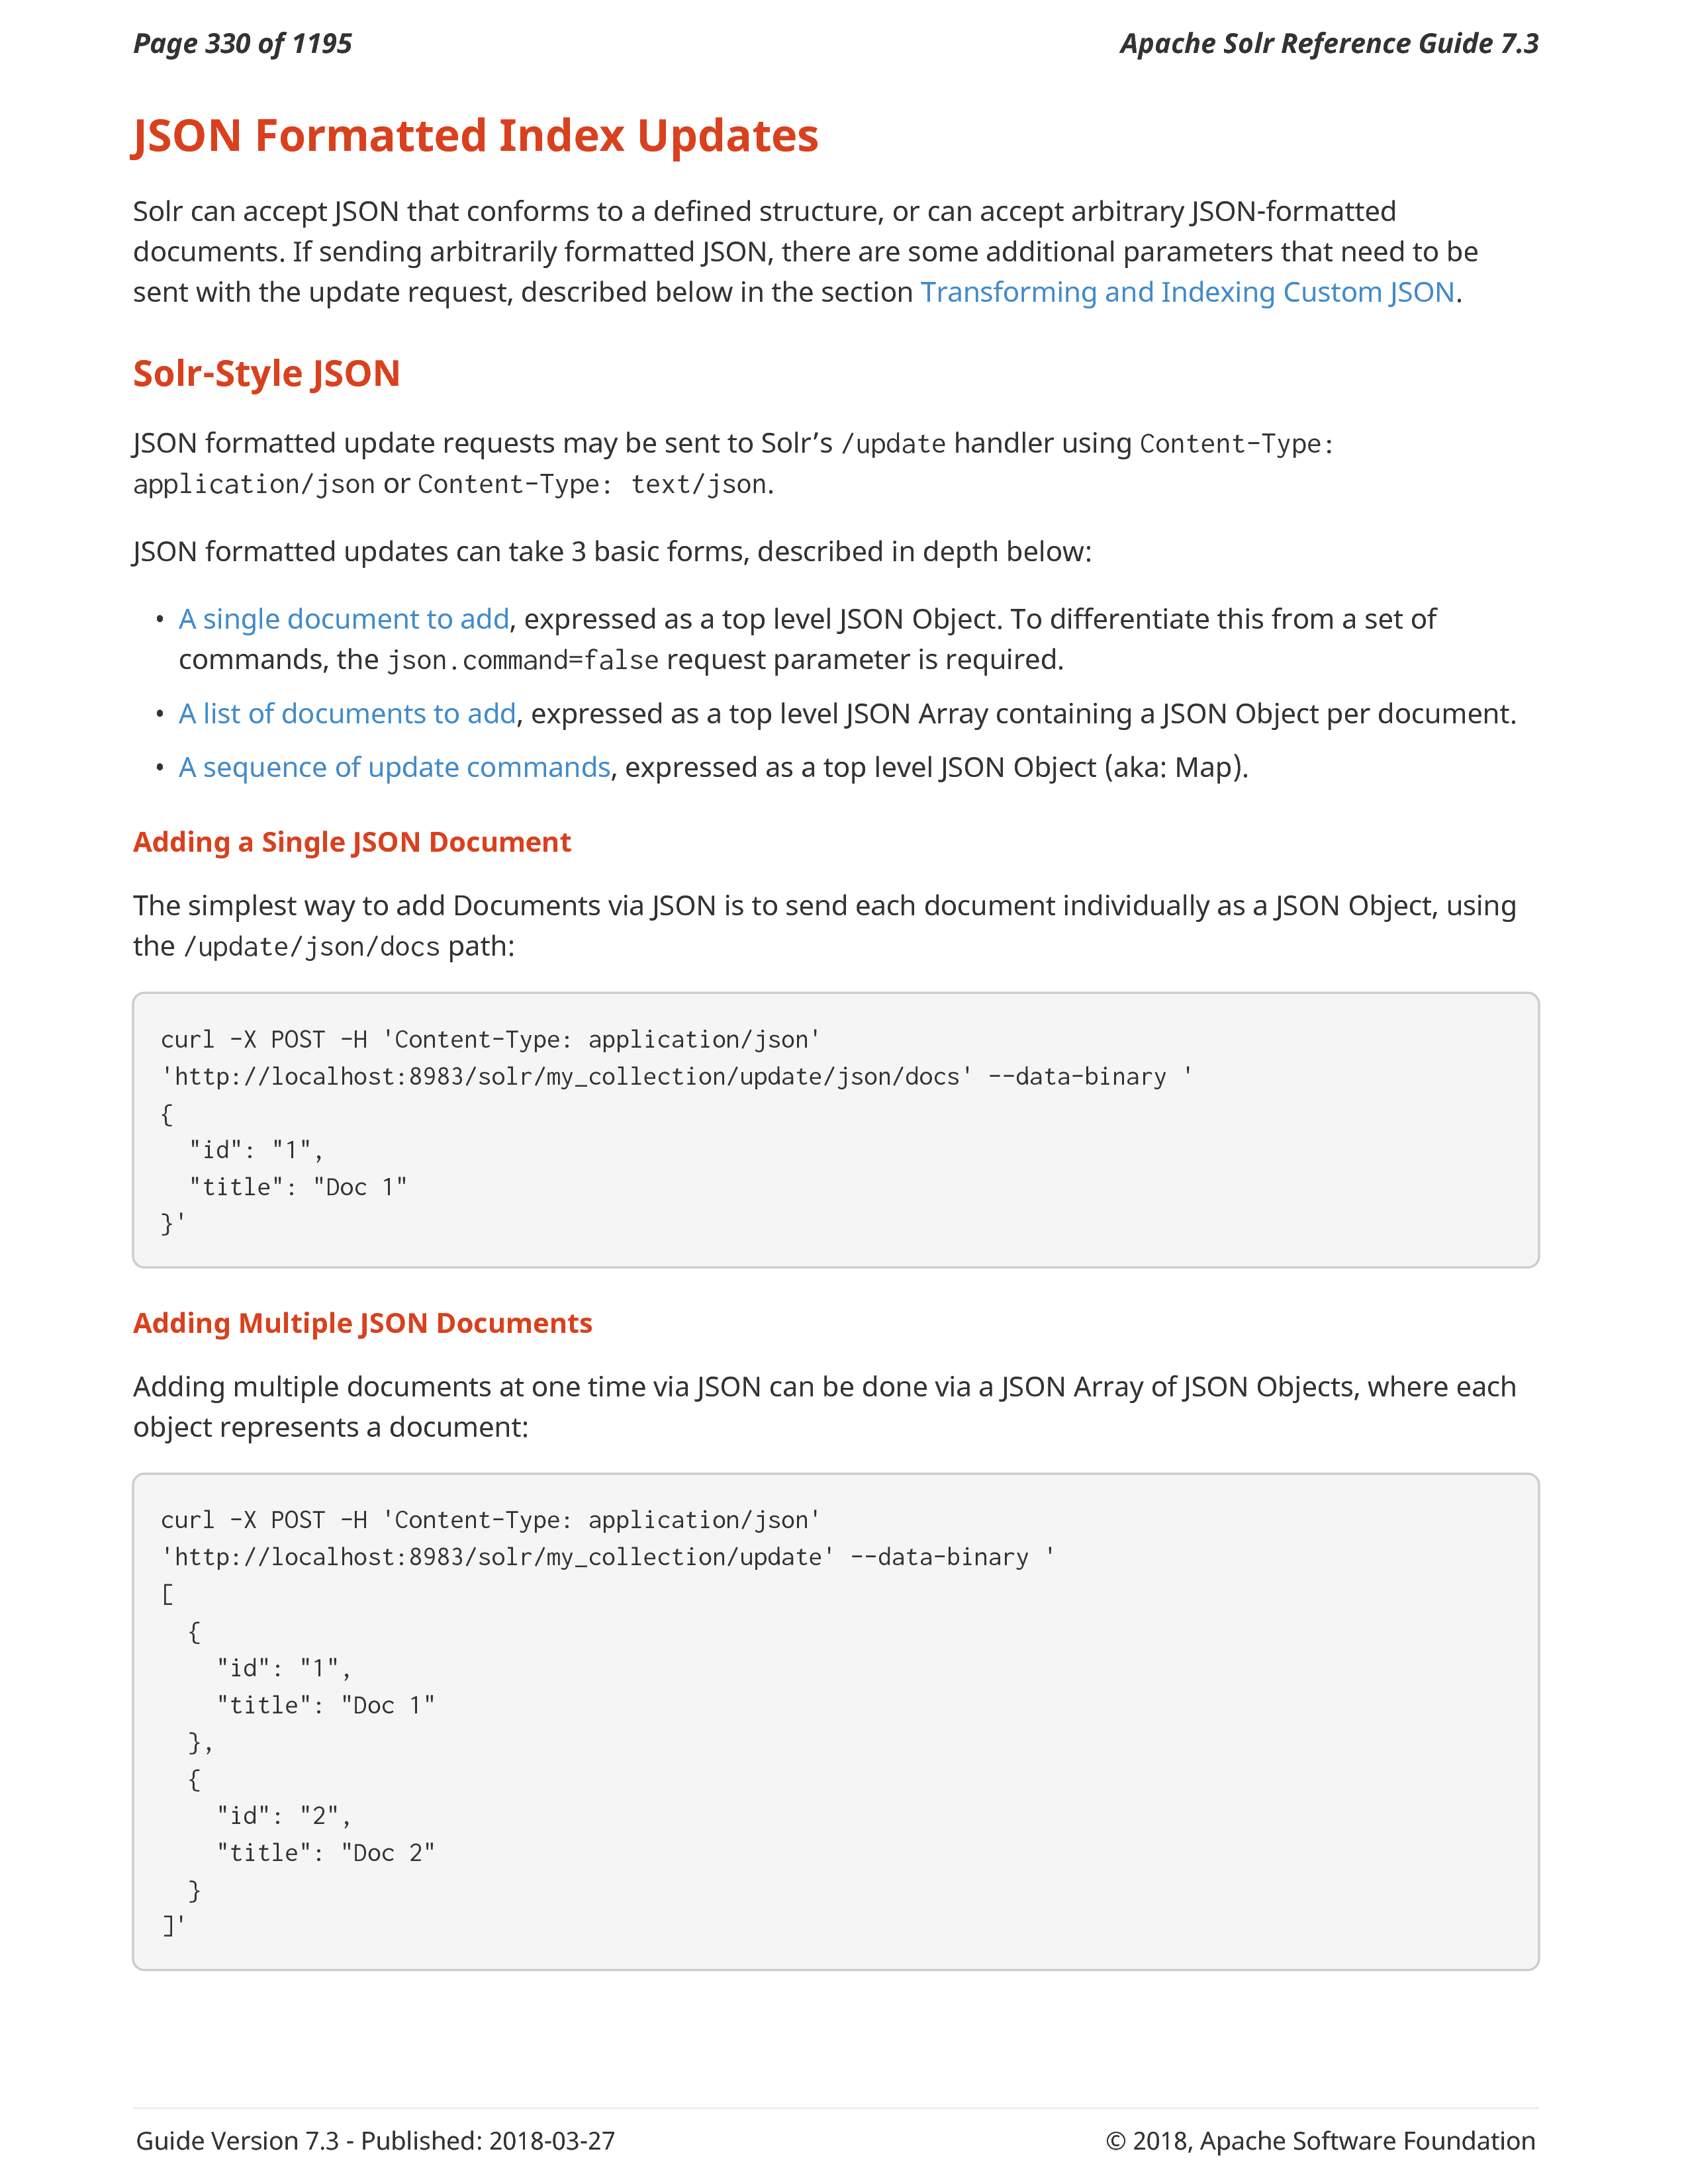 Page 330 of 1195
Apache Solr Reference Guide 7.3
JSON Formatted Index Updates
Solr can accept JSON that conforms to a defined structure, or can accept arbitrary JSON-formatted
documents. If sending arbitrarily formatted JSON, there are some additional parameters that need to be
sent with the update request, described below in the section Transforming and Indexing Custom JSON.
Solr-Style JSON
JSON formatted update requests may be sent to Solr’s /update handler using Content-Type:
application/json or Content-Type: text/json.
JSON formatted updates can take 3 basic forms, described in depth below:
• A single document to add, expressed as a top level JSON Object. To differentiate this from a set of
commands, the json.command=false request parameter is required.
• A list of documents to add, expressed as a top level JSON Array containing a JSON Object per document.
• A sequence of update commands, expressed as a top level JSON Object (aka: Map).
Adding a Single JSON Document
The simplest way to add Documents via JSON is to send each document individually as a JSON Object, using
the /update/json/docs path:
curl -X POST -H 'Content-Type: application/json'
'http://localhost:8983/solr/my_collection/update/json/docs' --data-binary '
{
  "id": "1",
  "title": "Doc 1"
}'
Adding Multiple JSON Documents
Adding multiple documents at one time via JSON can be done via a JSON Array of JSON Objects, where each
object represents a document:
curl -X POST -H 'Content-Type: application/json'
'http://localhost:8983/solr/my_collection/update' --data-binary '
[
  {
    "id": "1",
    "title": "Doc 1"
  },
  {
    "id": "2",
    "title": "Doc 2"
  }
]'
Guide Version 7.3 - Published: 2018-03-27
© 2018, Apache Software Foundation